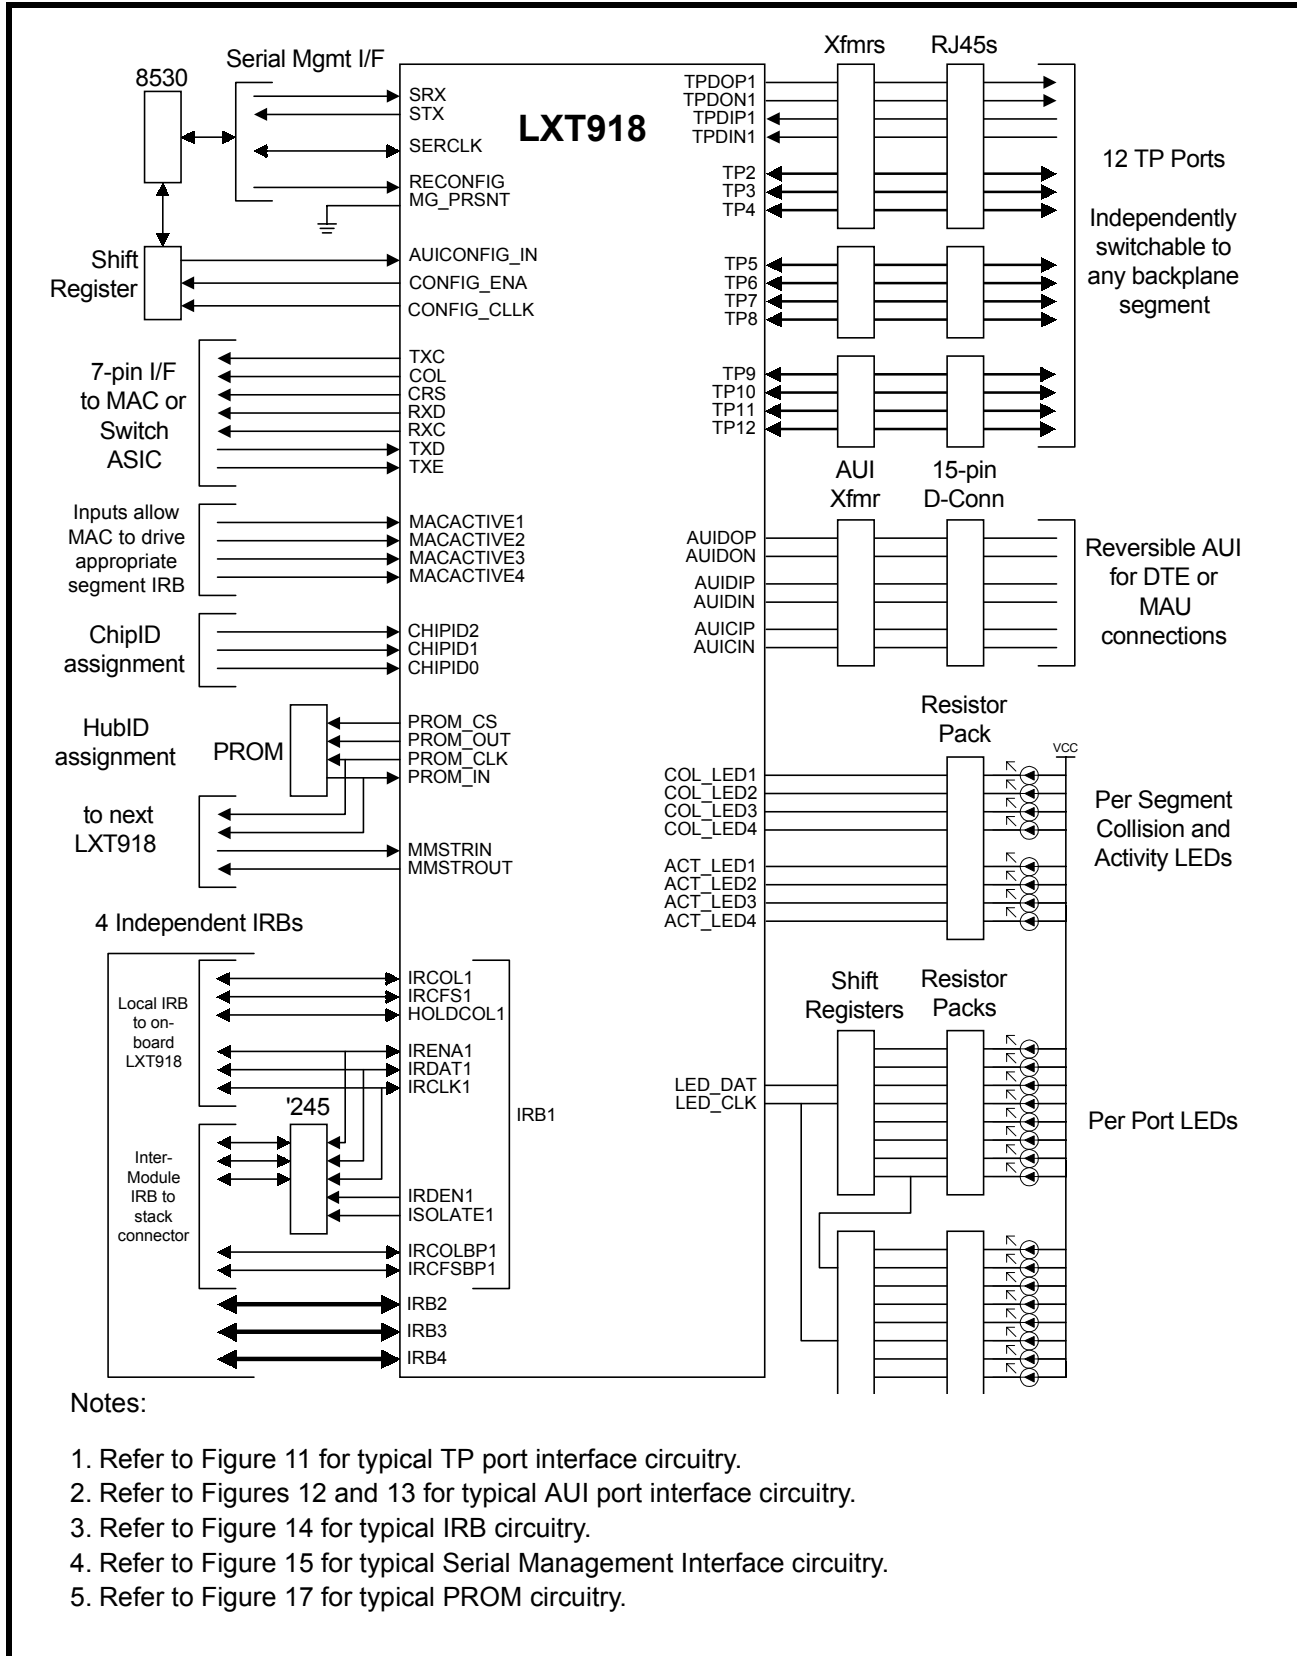 Serial Mgmt I/F
8530
SRX
STX
SERCLK
RECONFIG
MG_PRSNT
Shift
Register
AUICONFIG_IN
CONFIG_ENA
CONFIG_CLLK
7-pin I/F
to MAC or
Switch
ASIC
TXC
COL
CRS
RXD
RXC
TXD
TXE
Inputs allow
MAC to drive
appropriate
segment IRB
MACACTIVE1
MACACTIVE2
MACACTIVE3
MACACTIVE4
ChipID
assignment
CHIPID2
CHIPID1
CHIPID0
HubID
assignment
PROM
PROM_CS
PROM_OUT
PROM_CLK
PROM_IN
to next
LXT918
MMSTRIN
MMSTROUT
4 Independent IRBs
Local IRB
to on-
board
LXT918
IRCOL1
IRCFS1
HOLDCOL1
IRENA1
IRDAT1
IRCLK1
'245
IRB1
Inter-
Module
IRB to
stack
connector
IRDEN1
ISOLATE1
IRCOLBP1
IRCFSBP1
IRB2
IRB3
IRB4
LXT918
Xfmrs
RJ45s
TPDOP1
TPDON1
TPDIP1
TPDIN1
TP2
TP3
TP4
TP5
TP6
TP7
TP8
TP9
TP10
TP11
TP12
12 TP Ports
Independently
switchable to
any backplane
segment
AUI
Xfmr
15-pin
D-Conn
AUIDOP
AUIDON
AUIDIP
AUIDIN
AUICIP
AUICIN
Reversible AUI
for DTE or
MAU
connections
Resistor
Pack
VCC
COL_LED1
COL_LED2
COL_LED3
COL_LED4
ACT_LED1
ACT_LED2
ACT_LED3
ACT_LED4
Per Segment
Collision and
Activity LEDs
Shift
Registers
Resistor
Packs
LED_DAT
LED_CLK
Per Port LEDs
Notes:
1. Refer to Figure 11 for typical TP port interface circuitry.
2. Refer to Figures 12 and 13 for typical AUI port interface circuitry.
3. Refer to Figure 14 for typical IRB circuitry.
4. Refer to Figure 15 for typical Serial Management Interface circuitry.
5. Refer to Figure 17 for typical PROM circuitry.